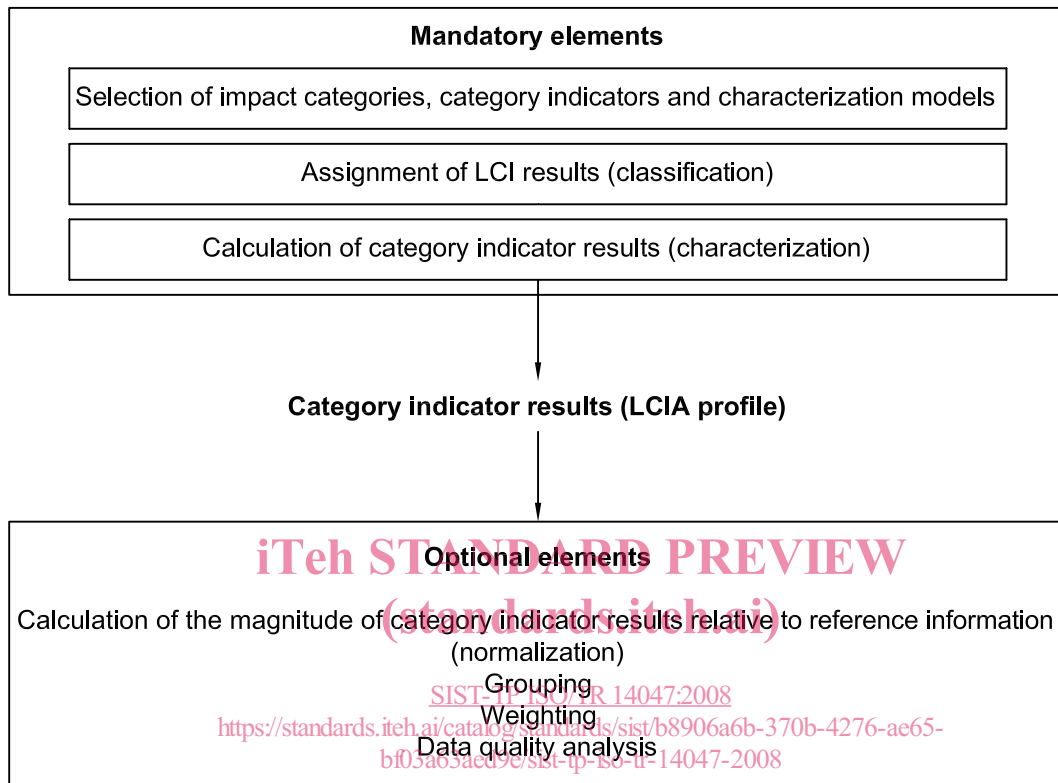 Mandatory elements
Selection of impact categories, category indicators and characterization models
Assignment of LCI results (classification)
Calculation of category indicator results (characterization)
Category indicator results (LCIA profile)
Optional elements
iTeh STANDARD PREVIEW
Calculation of the magnitude of category indicator results relative to reference information
(standards.iteh.ai)
(normalization)
Grouping
SIST-TP ISO/TR 14047:2008
Weighting
https://standards.iteh.ai/catalog/standards/sist/b8906a6b-370b-4276-ae65-
Data quality analysis
bf03a63aed9e/sist-tp-iso-tr-14047-2008